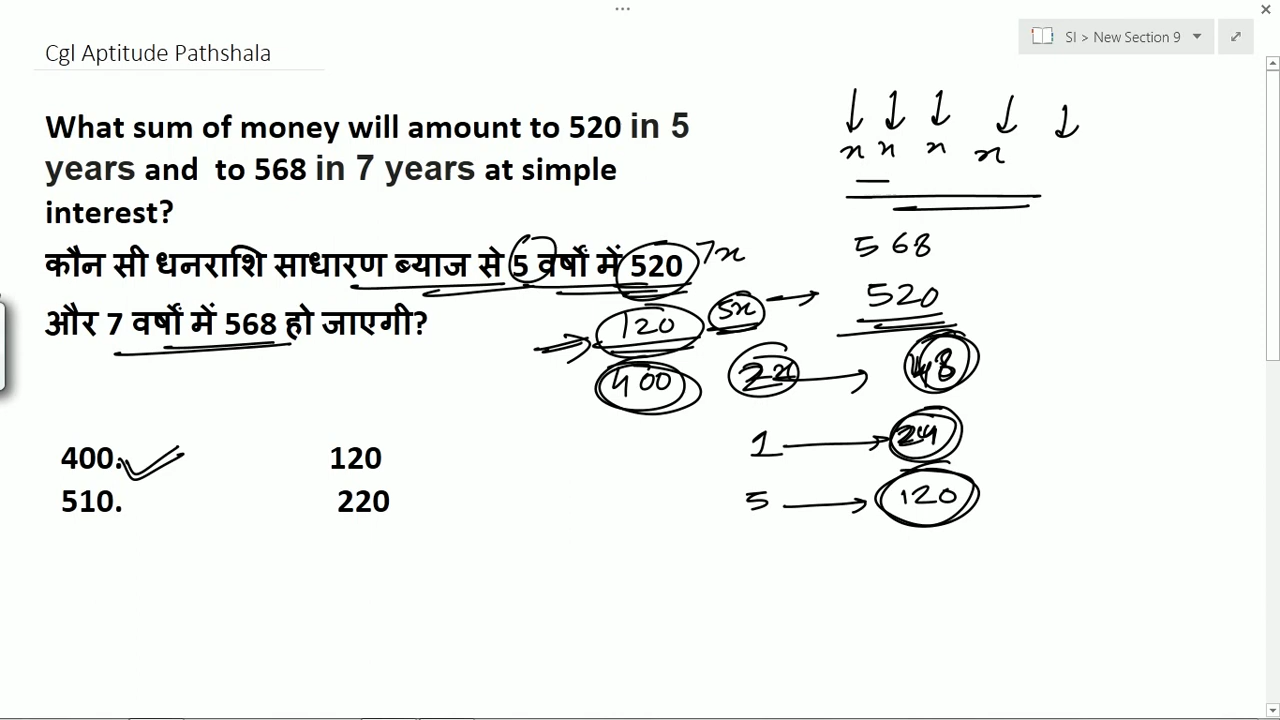 ...
SI > New Section 9
Cgl Aptitude Pathshala
What sum of money will amount to 520 in 5
years and to 568 in 7 years at simple
interest?
कौन सी धनराशि साधारण ब्याज से 5 वर्षों में 520
और 7 वर्षों में 568 हो जाएगी?
400. 120
510. 220
7x
120
400
5x
2x
x x x x
568
520
48
1 → 24
5 → 120